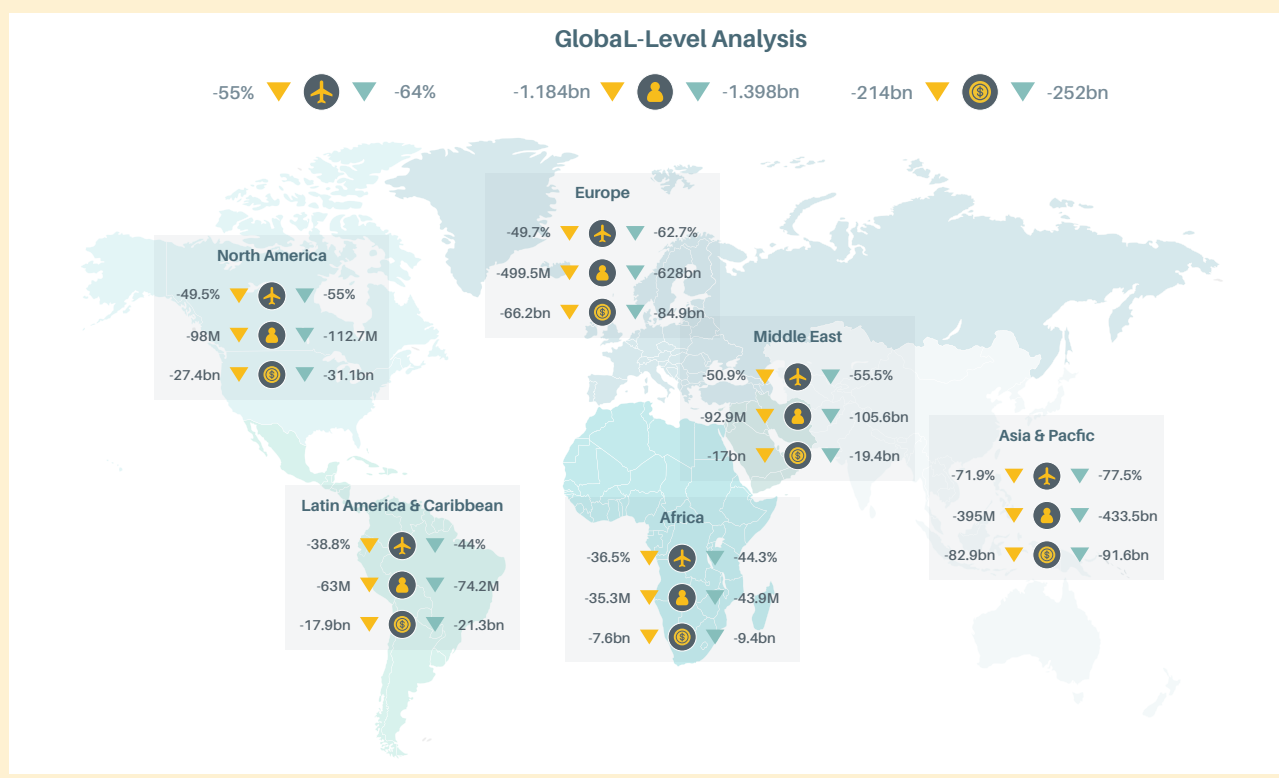 GlobaL-Level Analysis
-55% -64% -1.184bn -1.398bn -214bn -252bn
Europe
-49.7% -62.7%
-499.5M -628bn
-66.2bn -84.9bn
North America
-49.5% -55%
-98M -112.7M
-27.4bn -31.1bn
Middle East
-50.9% -55.5%
-92.9M -105.6bn
-17bn -19.4bn
Asia & Pacfic
-71.9% -77.5%
-395M -433.5bn
-82.9bn -91.6bn
Latin America & Caribbean
-38.8% -44%
-63M -74.2M
-17.9bn -21.3bn
Africa
-36.5% -44.3%
-35.3M -43.9M
-7.6bn -9.4bn